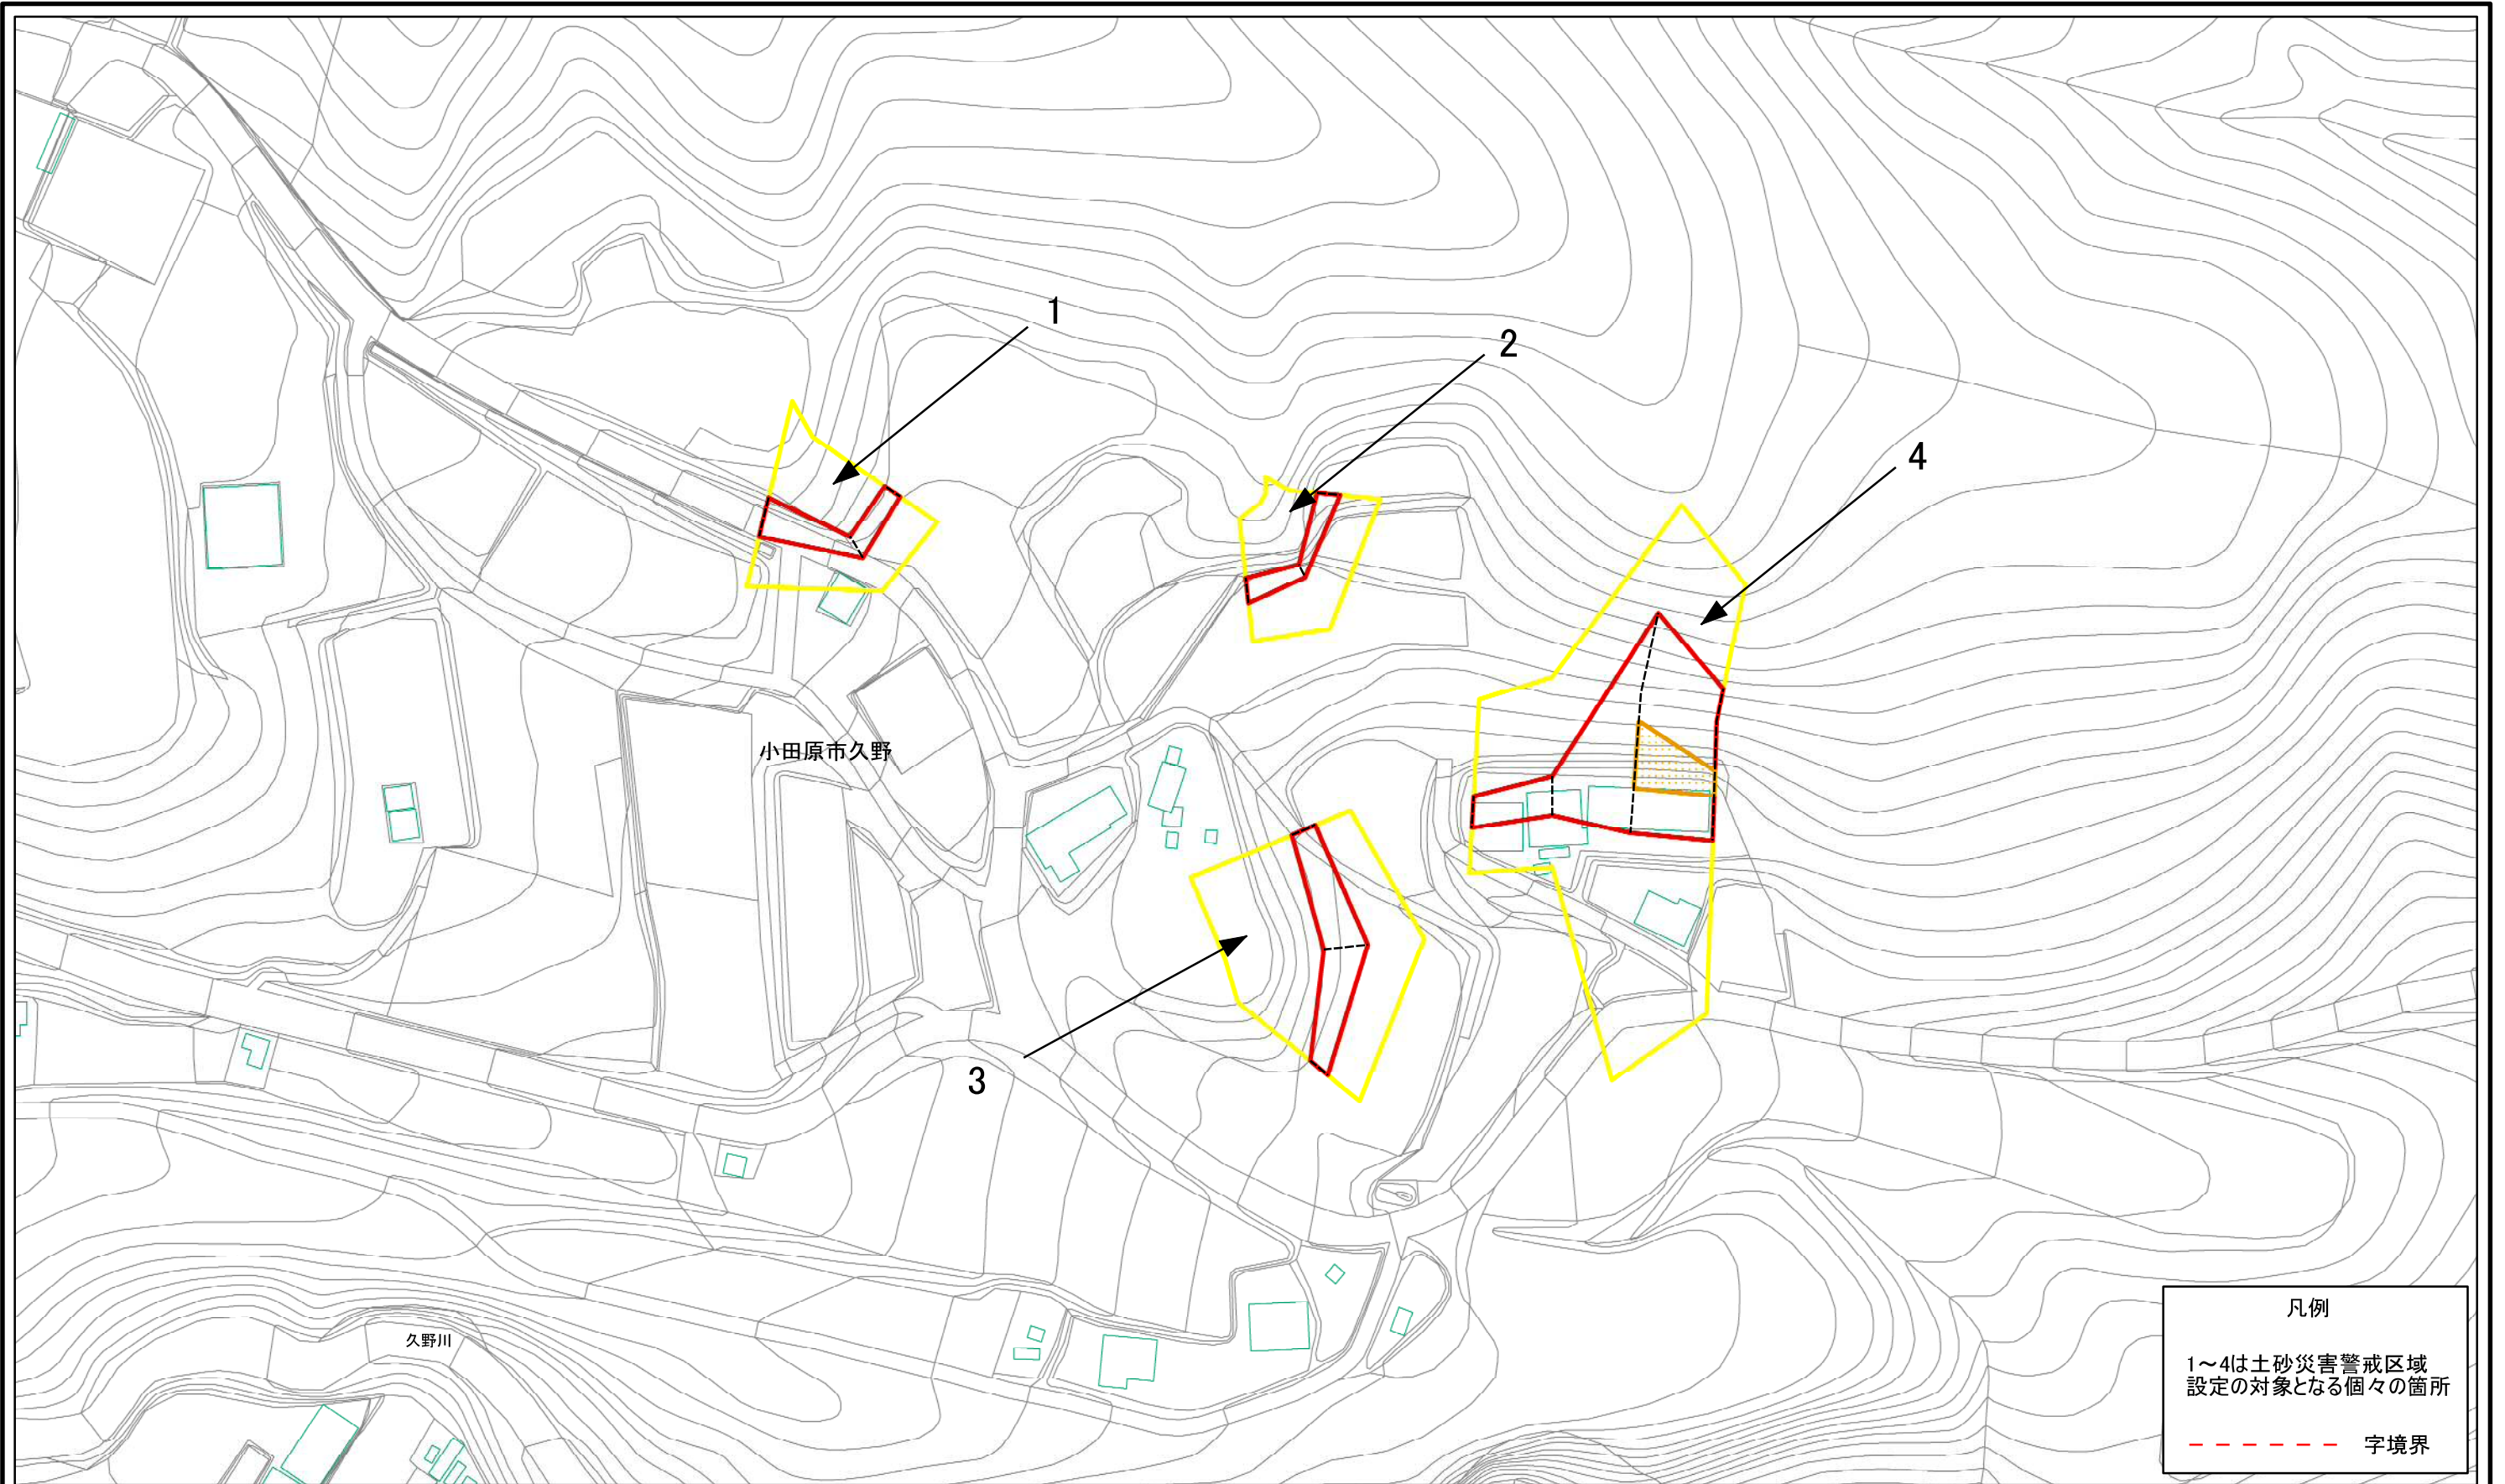 1
2
4
小田原市久野
3
久野川
凡例
1～4は土砂災害警戒区域
設定の対象となる個々の箇所
字境界